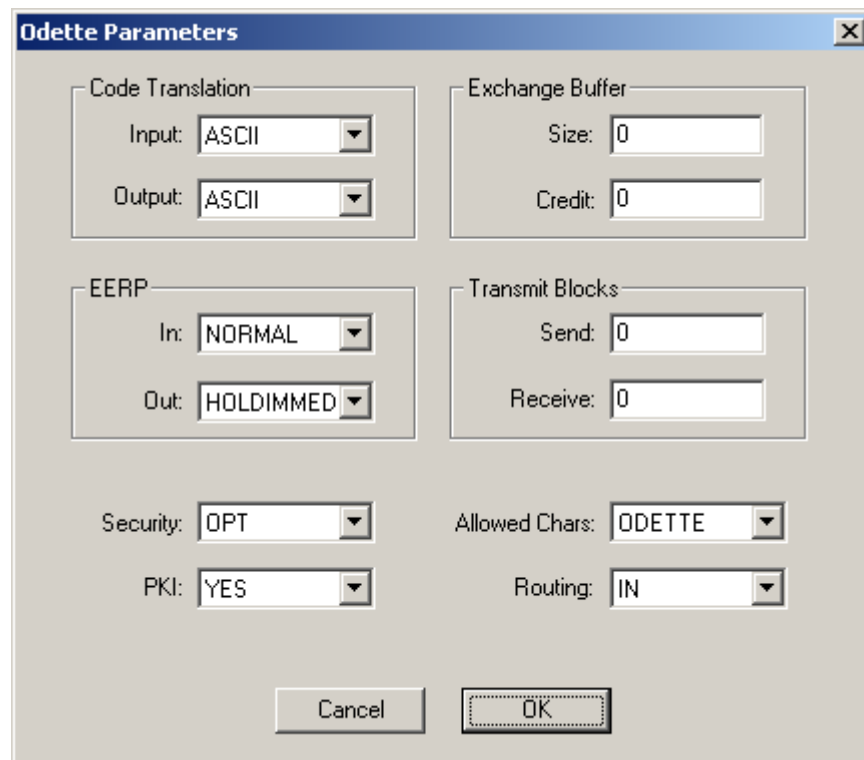 Odette Parameters
Code Translation
Input: ASCII
Output: ASCII
Exchange Buffer
Size: 0
Credit: 0
EERP
In: NORMAL
Out: HOLDIMMED
Transmit Blocks
Send: 0
Receive: 0
Security: OPT
PKI: YES
Allowed Chars: ODETTE
Routing: IN
Cancel
OK